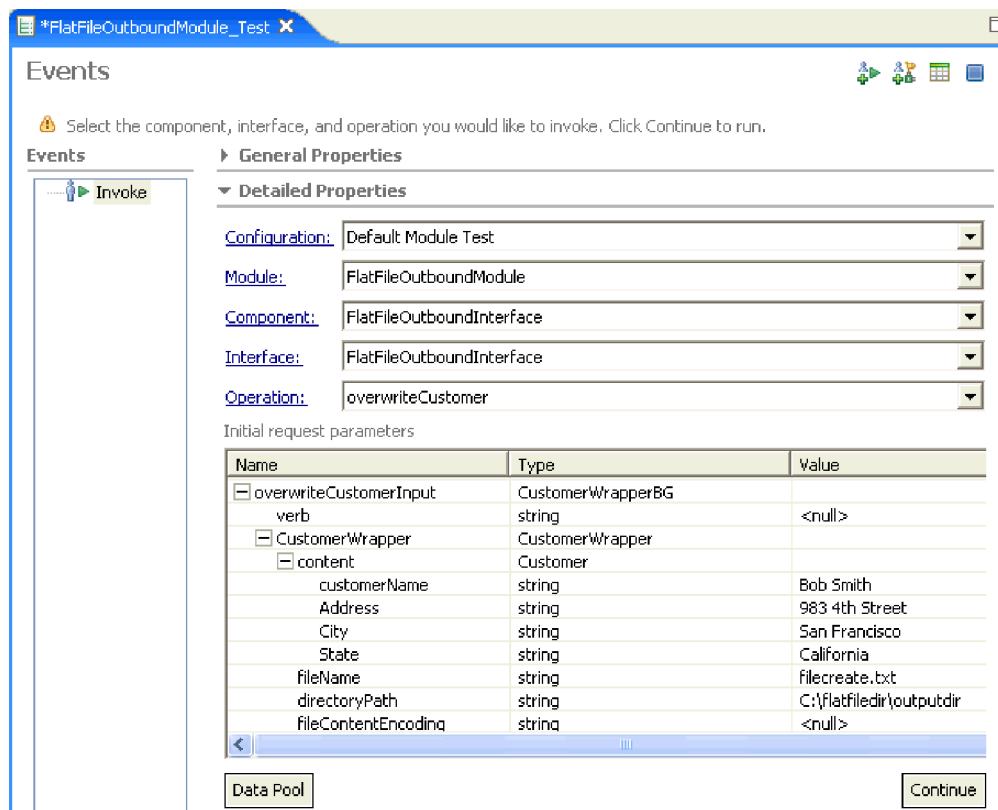 *FlatFileOutboundModule_Test
Events
Select the component, interface, and operation you would like to invoke. Click Continue to run.
Events
Invoke
General Properties
Detailed Properties
Configuration: Default Module Test
Module: FlatFileOutboundModule
Component: FlatFileOutboundInterface
Interface: FlatFileOutboundInterface
Operation: overwriteCustomer
Initial request parameters
Name Type Value
overwriteCustomerInput CustomerWrapperBG
verb string <null>
CustomerWrapper CustomerWrapper
content Customer
customerName string Bob Smith
Address string 983 4th Street
City string San Francisco
State string California
fileName string filecreate.txt
directoryPath string C:\flatfiledir\outputdir
fileContentEncoding string <null>
Data Pool Continue